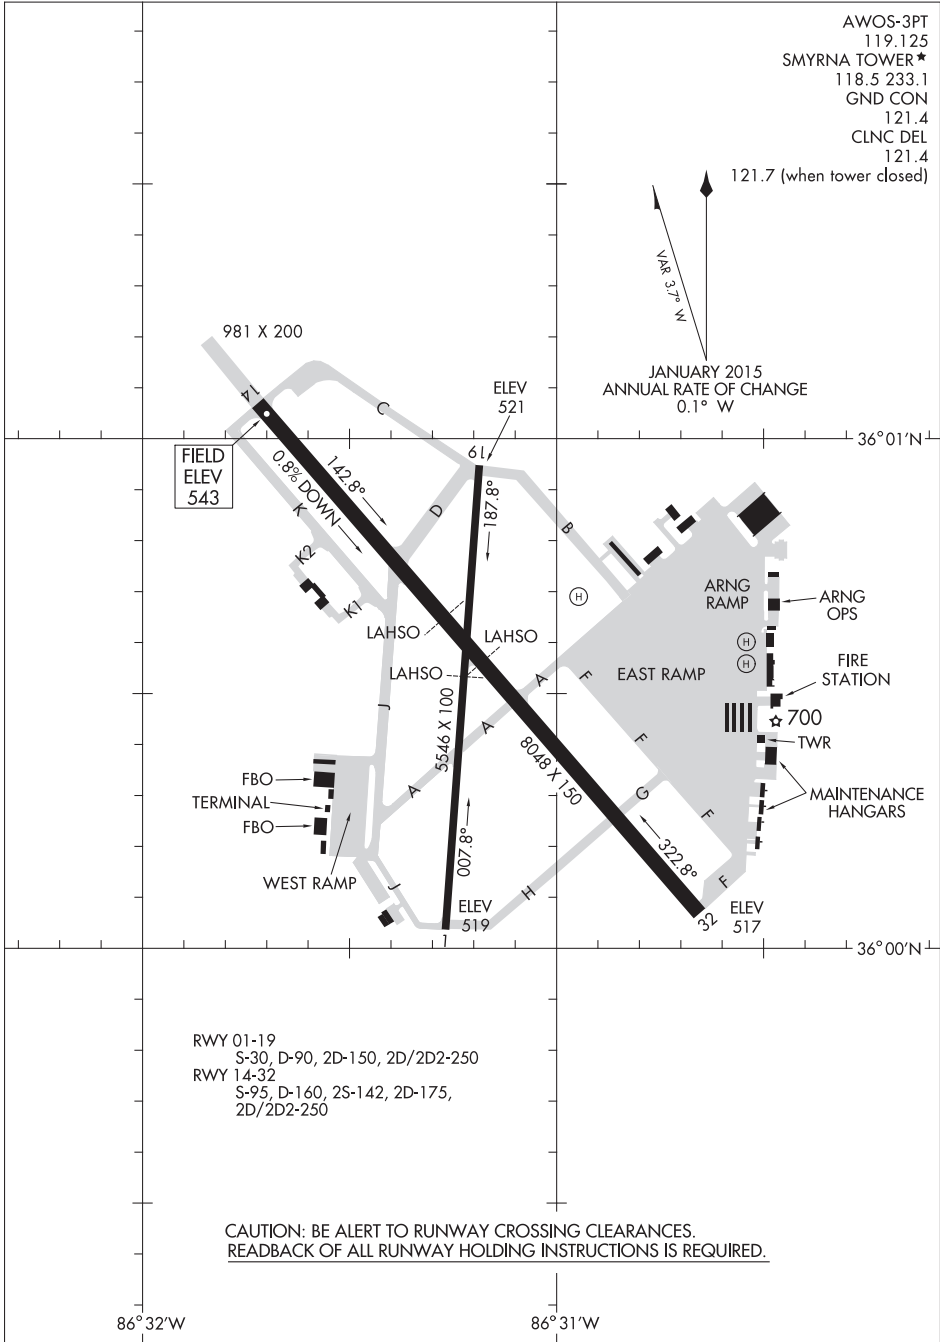 AWOS-3PT
119.125
SMYRNA TOWER★
118.5 233.1
GND CON
121.4
CLNC DEL
121.4
121.7 (when tower closed)
VAR 3.7° W
JANUARY 2015
ANNUAL RATE OF CHANGE
0.1° W
981 X 200
14
C
ELEV
521
36°01'N
FIELD
ELEV
543
142.8°
0.8% DOWN
19
187.8°
D
B
K
K2
K1
H
ARNG
RAMP
ARNG
OPS
LAHSO
LAHSO
LAHSO
H
H
EAST RAMP
FIRE
STATION
A
F
J
A
F
700
TWR
5546 X 100
8048 X 150
FBO
TERMINAL
FBO
A
G
F
MAINTENANCE
HANGARS
007.8°
322.8°
WEST RAMP
J
H
F
ELEV
519
1
32
ELEV
517
36°00'N
RWY 01-19
S-30, D-90, 2D-150, 2D/2D2-250
RWY 14-32
S-95, D-160, 2S-142, 2D-175,
2D/2D2-250
CAUTION: BE ALERT TO RUNWAY CROSSING CLEARANCES.
READBACK OF ALL RUNWAY HOLDING INSTRUCTIONS IS REQUIRED.
86°32'W
86°31'W